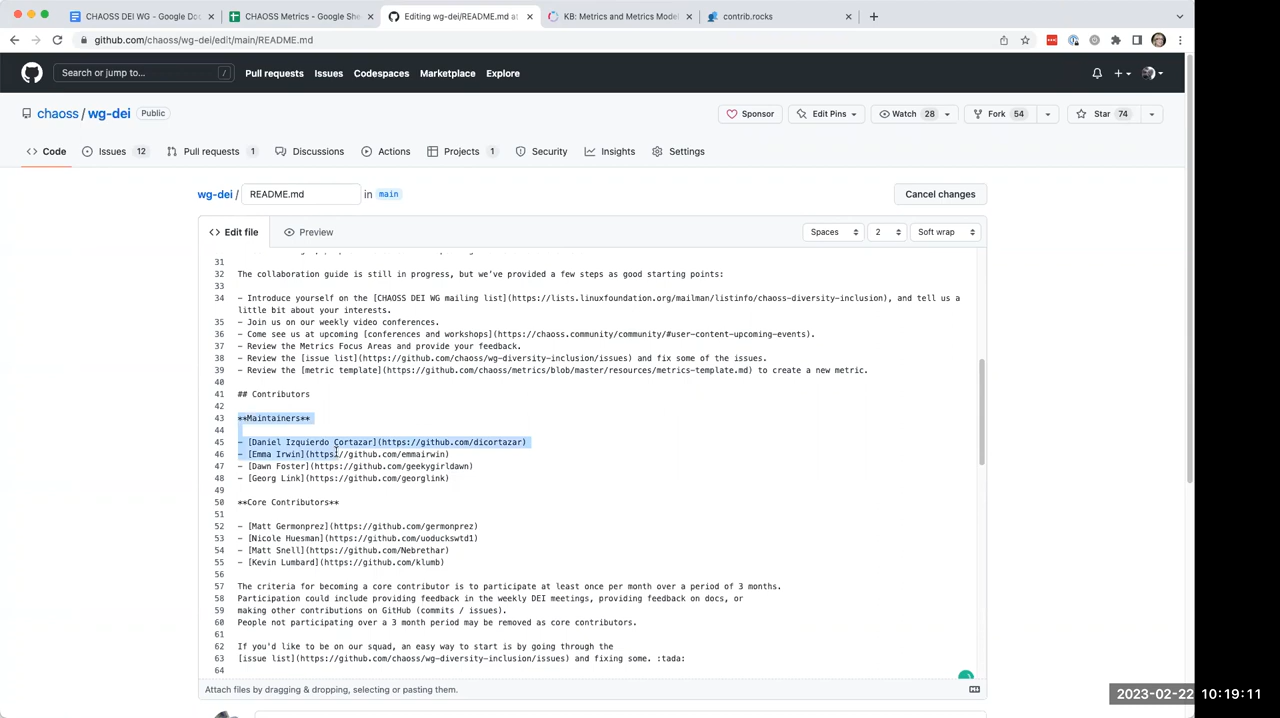 CHAOSS DEI WG - Google Doc
CHAOSS Metrics - Google She
Editing wg-dei/README.md at
KB: Metrics and Metrics Model
contrib.rocks
github.com/chaoss/wg-dei/edit/main/README.md
Search or jump to...
/
Pull requests
Issues
Codespaces
Marketplace
Explore
chaoss / wg-dei
Public
Sponsor
Edit Pins
Watch 28
Fork 54
Star 74
Code
Issues 12
Pull requests 1
Discussions
Actions
Projects 1
Security
Insights
Settings
wg-dei / README.md in main
Cancel changes
Edit file
Preview
Spaces
2
Soft wrap
31
32 The collaboration guide is still in progress, but we’ve provided a few steps as good starting points:
33
34 - Introduce yourself on the [CHAOSS DEI WG mailing list](https://lists.linuxfoundation.org/mailman/listinfo/chaoss-diversity-inclusion), and tell us a
little bit about your interests.
35 - Join us on our weekly video conferences.
36 - Come see us at upcoming [conferences and workshops](https://chaoss.community/community/#user-content-upcoming-events).
37 - Review the Metrics Focus Areas and provide your feedback.
38 - Review the [issue list](https://github.com/chaoss/wg-diversity-inclusion/issues) and fix some of the issues.
39 - Review the [metric template](https://github.com/chaoss/metrics/blob/master/resources/metrics-template.md) to create a new metric.
40
41 ## Contributors
42
43 **Maintainers**
44
45 - [Daniel Izquierdo Cortazar](https://github.com/dicortazar)
46 - [Emma Irwin](https://github.com/emmairwin)
47 - [Dawn Foster](https://github.com/geekygirldawn)
48 - [Georg Link](https://github.com/georglink)
49
50 **Core Contributors**
51
52 - [Matt Germonprez](https://github.com/germonprez)
53 - [Nicole Huesman](https://github.com/uoduckswtd1)
54 - [Matt Snell](https://github.com/Nebrethar)
55 - [Kevin Lumbard](https://github.com/klumb)
56
57 The criteria for becoming a core contributor is to participate at least once per month over a period of 3 months.
58 Participation could include providing feedback in the weekly DEI meetings, providing feedback on docs, or
59 making other contributions on GitHub (commits / issues).
60 People not participating over a 3 month period may be removed as core contributors.
61
62 If you'd like to be on our squad, an easy way to start is by going through the
63 [issue list](https://github.com/chaoss/wg-diversity-inclusion/issues) and fixing some. :tada:
64
Attach files by dragging & dropping, selecting or pasting them.
2023-02-22 10:19:11